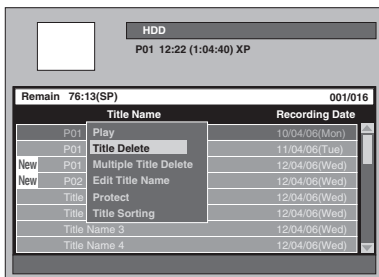 HDD
P01 12:22 (1:04:40) XP
Remain 76:13(SP) 001/016
Title Name Recording Date
P01 Play 10/04/06(Mon)
P01 Title Delete 11/04/06(Tue)
New P01 Multiple Title Delete 12/04/06(Wed)
New P02 Edit Title Name 12/04/06(Wed)
Title Protect 12/04/06(Wed)
Title Title Sorting 12/04/06(Wed)
Title Name 3 12/04/06(Wed)
Title Name 4 12/04/06(Wed)